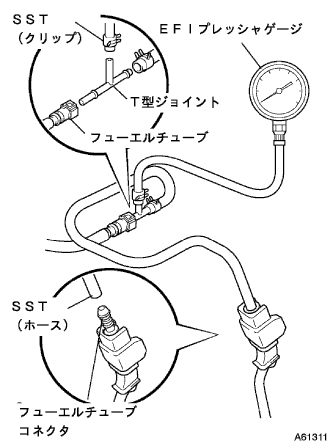 ＳＳＴ
（クリップ）
ＥＦＩプレッシャゲージ
Ｔ型ジョイント
フューエルチューブ
ＳＳＴ
（ホース）
フューエルチューブ
コネクタ
A61311